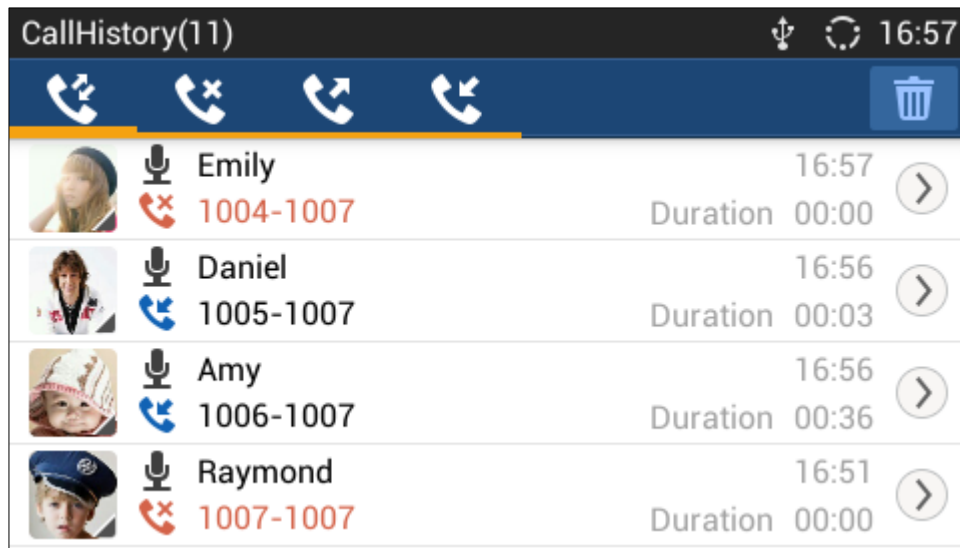 CallHistory(11) 16:57
Emily 16:57
1004-1007 Duration 00:00
Daniel 16:56
1005-1007 Duration 00:03
Amy 16:56
1006-1007 Duration 00:36
Raymond 16:51
1007-1007 Duration 00:00